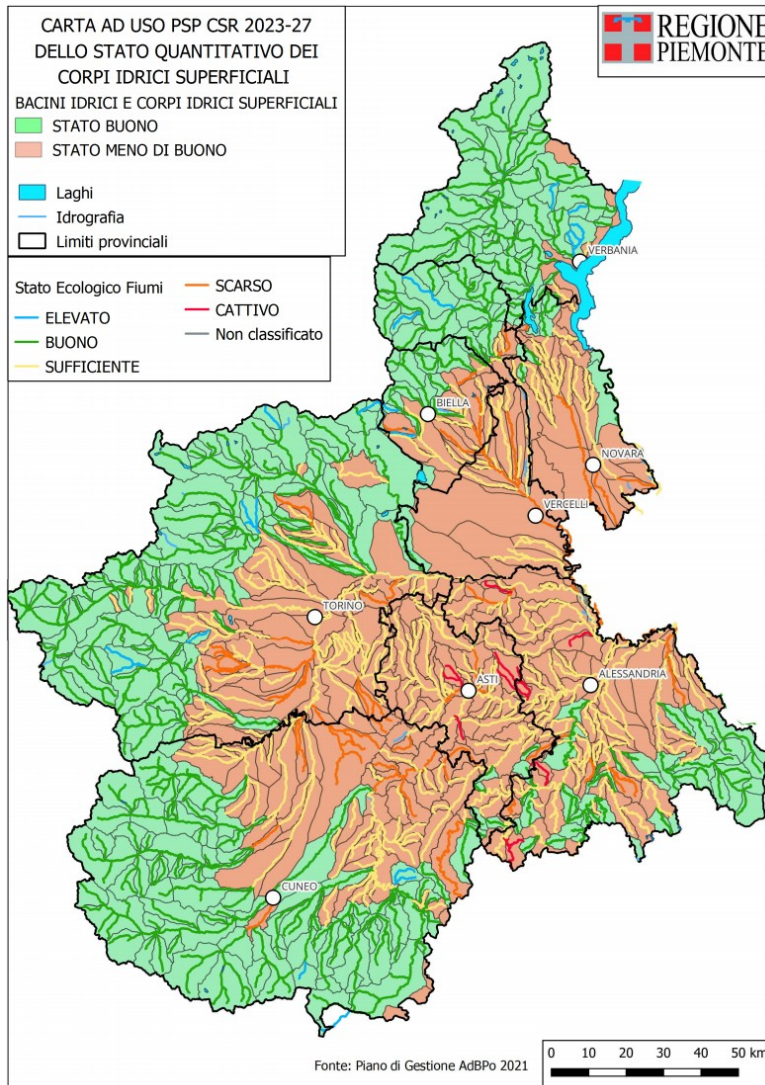 CARTA AD USO PSP CSR 2023-27
DELLO STATO QUANTITATIVO DEI
CORPI IDRICI SUPERFICIALI
BACINI IDRICI E CORPI IDRICI SUPERFICIALI
STATO BUONO
STATO MENO DI BUONO
Laghi
Idrografia
Limiti provinciali
REGIONE
PIEMONTE
Stato Ecologico Fiumi
ELEVATO
BUONO
SUFFICIENTE
SCARSO
CATTIVO
Non classificato
VERBANIA
BIELLA
NOVARA
VERCELLI
TORINO
ASTI
ALESSANDRIA
CUNEO
Fonte: Piano di Gestione AdBPo 2021
0 10 20 30 40 50 km